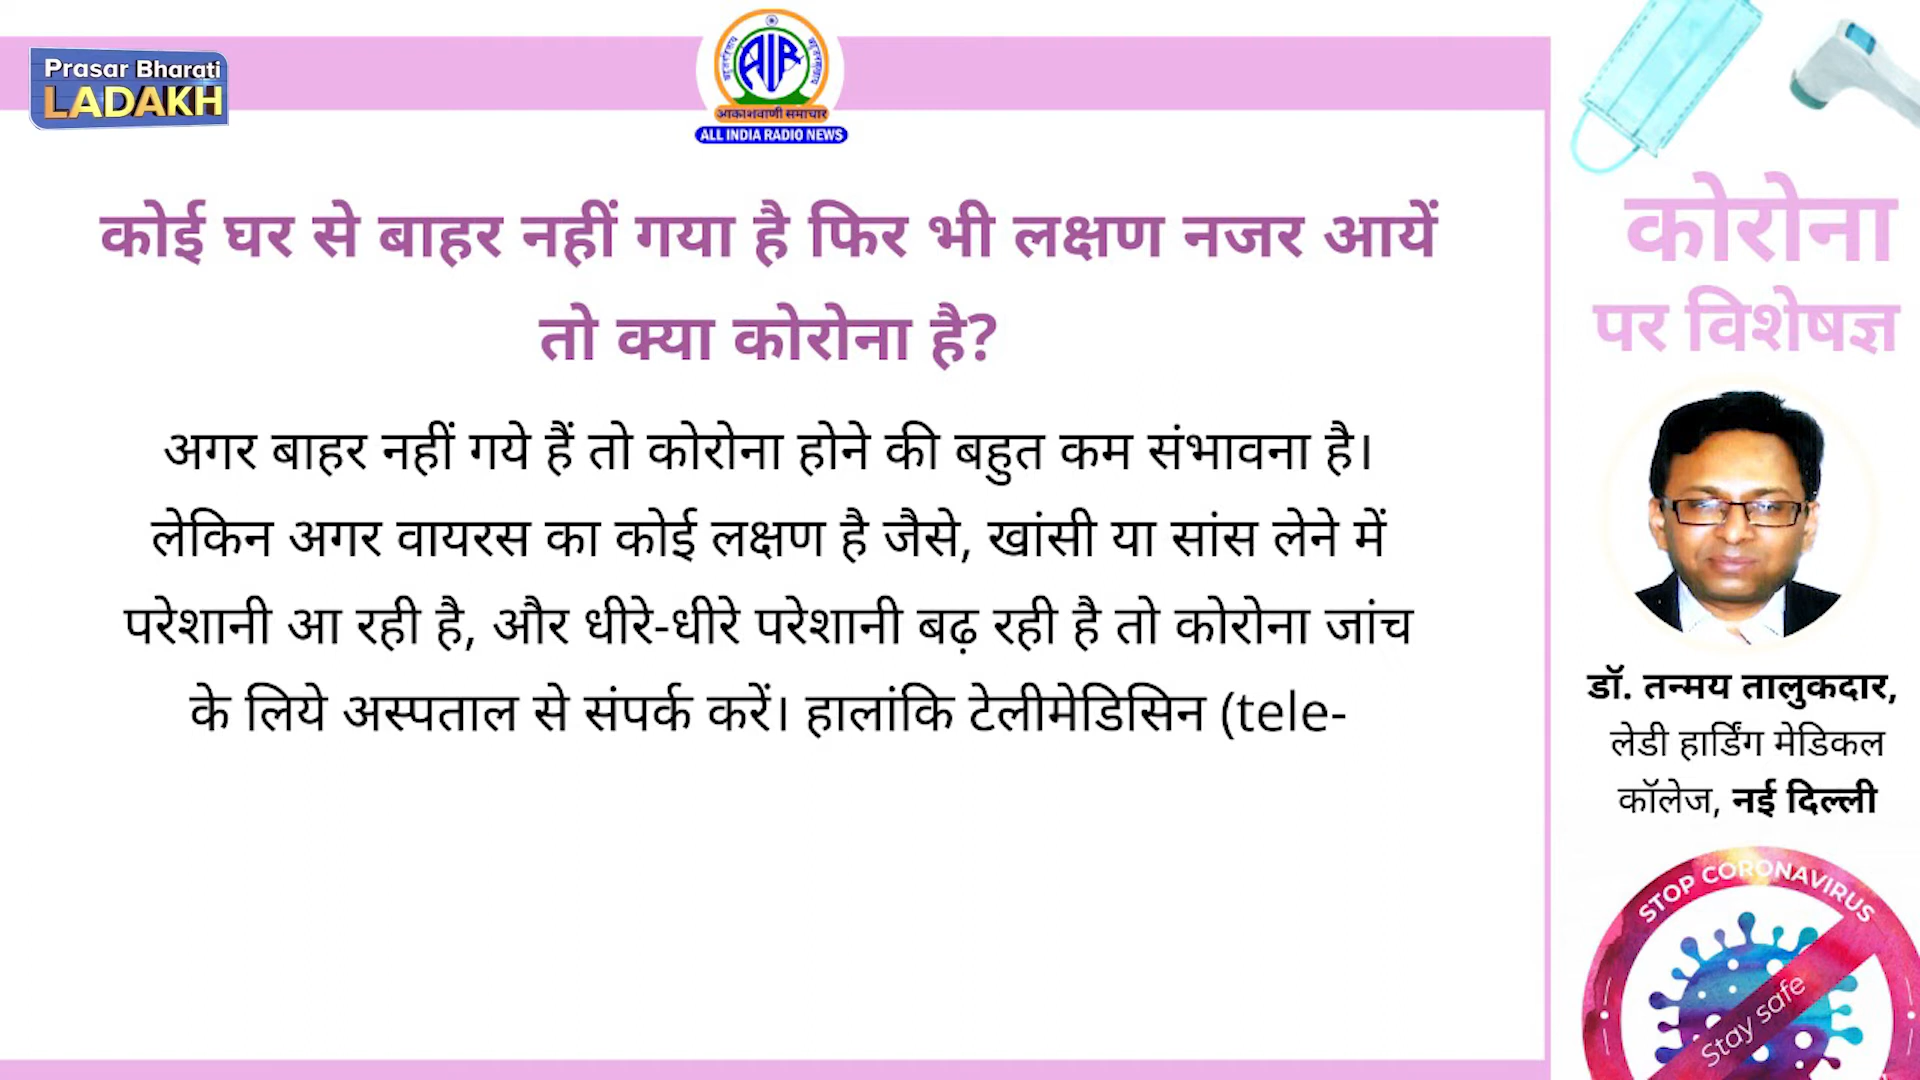 Prasar Bharati
LADAKH
AIR
आकाशवाणी समाचार
ALL INDIA RADIO NEWS
कोई घर से बाहर नहीं गया है फिर भी लक्षण नजर आयें
तो क्या कोरोना है?
अगर बाहर नहीं गये हैं तो कोरोना होने की बहुत कम संभावना है।
लेकिन अगर वायरस का कोई लक्षण है जैसे, खांसी या सांस लेने में
परेशानी आ रही है, और धीरे-धीरे परेशानी बढ़ रही है तो कोरोना जांच
के लिये अस्पताल से संपर्क करें। हालांकि टेलीमेडिसिन (tele-
कोरोना
पर विशेषज्ञ
डॉ. तन्मय तालुकदार,
लेडी हार्डिंग मेडिकल
कॉलेज, नई दिल्ली
STOP CORONAVIRUS
Stay safe